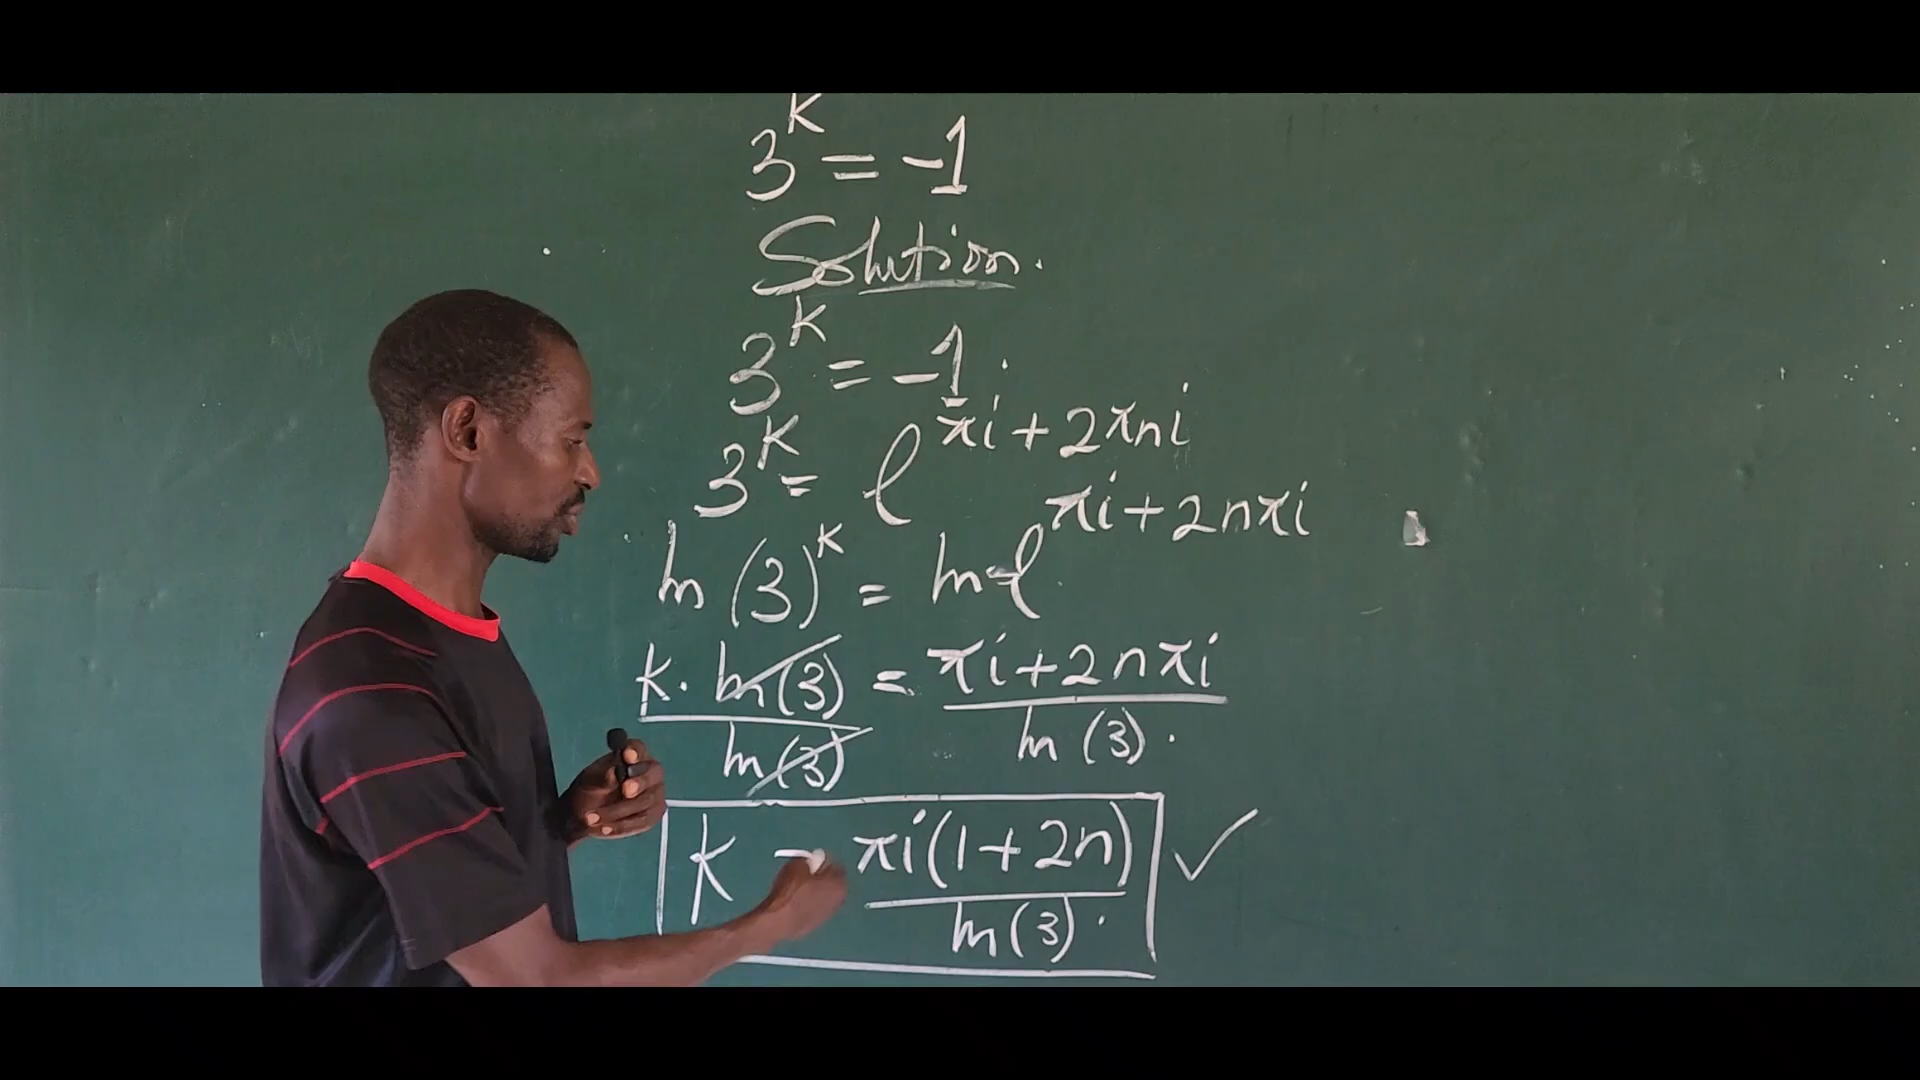 3^k = -1
Solution.
3^k = -1.
3^k = e^πi+2πni
ln(3)^k = ln e^πi+2nπi
k. ln(3) / ln(3) = πi+2nπi / ln(3).
k = πi(1+2n) / ln(3). ✓